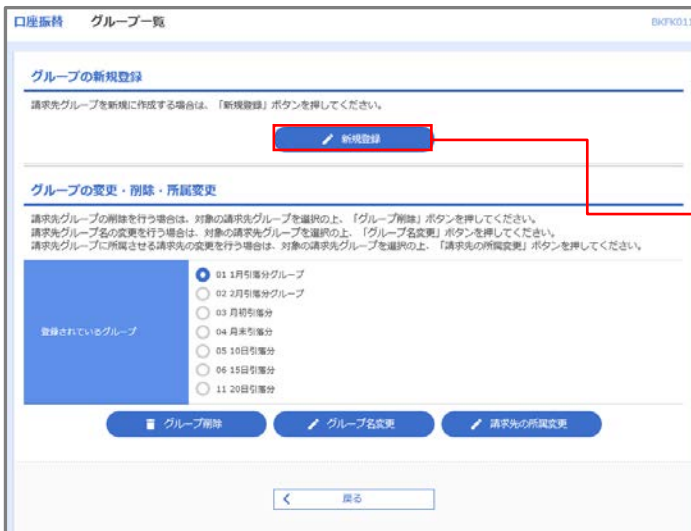 口座振替 グループ一覧 BKFK011
グループの新規登録
請求先グループを新規に作成する場合は、「新規登録」ボタンを押してください。
新規登録
グループの変更・削除・所属変更
請求先グループの削除を行う場合は、対象の請求先グループを選択の上、「グループ削除」ボタンを押してください。
請求先グループ名の変更を行う場合は、対象の請求先グループを選択の上、「グループ名変更」ボタンを押してください。
請求先グループに所属させる請求先の変更を行う場合は、対象の請求先グループを選択の上、「請求先の所属変更」ボタンを押してください。
登録されているグループ
01 1月引落分グループ
02 2月引落分グループ
03 月初引落分
04 月末引落分
05 10日引落分
06 15日引落分
11 20日引落分
グループ削除 グループ名変更 請求先の所属変更
戻る